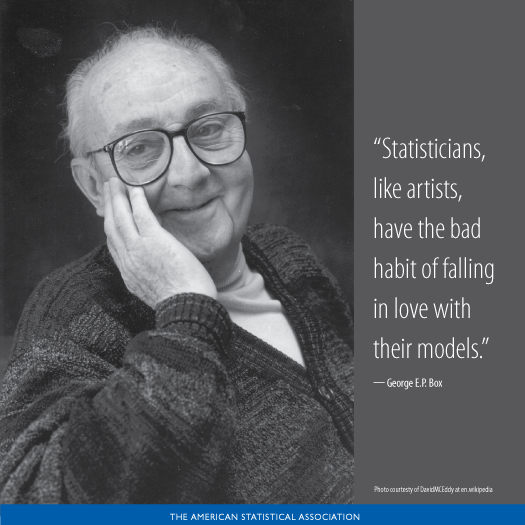 “Statisticians,
like artists,
have the bad
habit of falling
in love with
their models.”
— George E.P. Box
Photo courtesty of DavidMCEddy at en.wikipedia
THE AMERICAN STATISTICAL ASSOCIATION